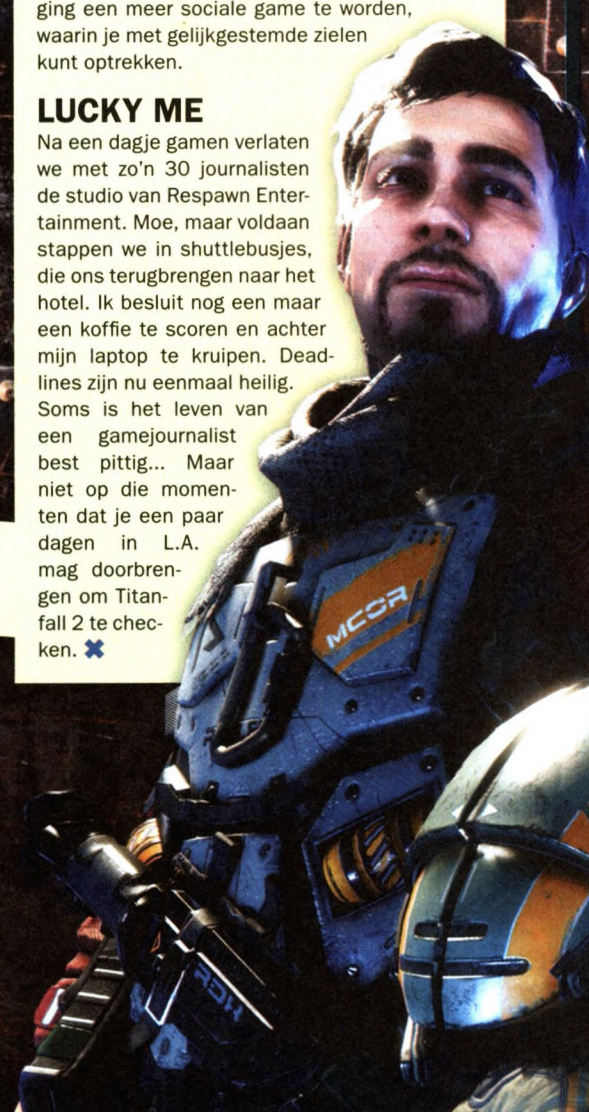 ging een meer sociale game te worden,
waarin je met gelijkgestemde zielen
kunt optrekken.
LUCKY ME
Na een dagje gamen verlaten
we met zo'n 30 journalisten
de studio van Respawn Enter-
tainment. Moe, maar voldaan
stappen we in shuttlebusjes,
die ons terugbrengen naar het
hotel. Ik besluit nog een maar
een koffie te scoren en achter
mijn laptop te kruipen. Dead-
lines zijn nu eenmaal heilig.
Soms is het leven van
een gamejournalist
best pittig... Maar
niet op die momen-
ten dat je een paar
dagen in L.A.
mag doorbren-
gen om Titan-
fall 2 te chec-
ken.
MCOR